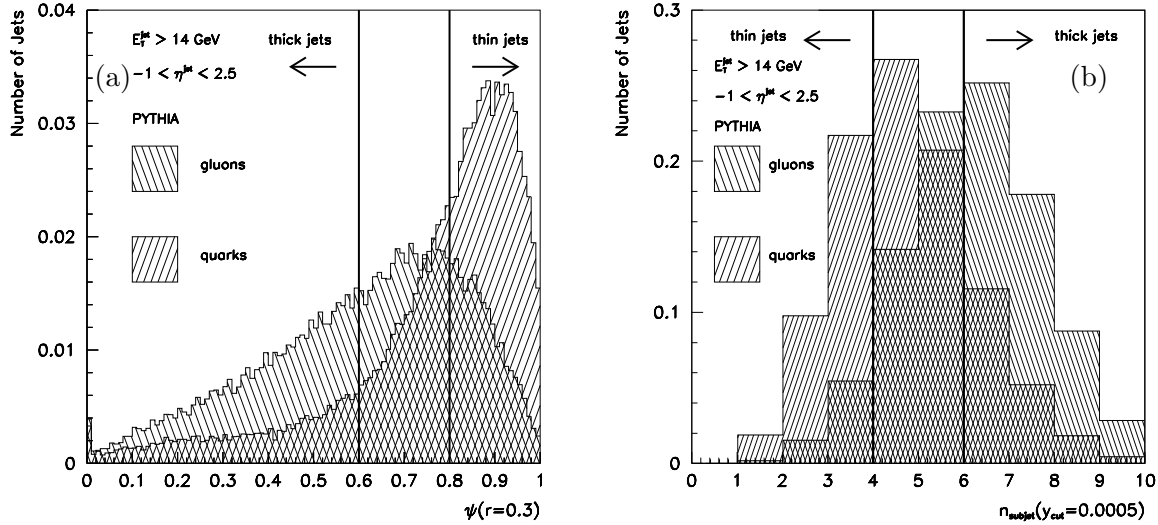 Number of Jets
0.04
0.03
0.02
0.01
0
E_T^jet > 14 GeV
(a) -1 < η^jet < 2.5
PYTHIA
gluons
quarks
thick jets
thin jets
0 0.1 0.2 0.3 0.4 0.5 0.6 0.7 0.8 0.9 1
ψ(r=0.3)
Number of Jets
0.3
0.2
0.1
0
thin jets
thick jets
E_T^jet > 14 GeV
(b)
-1 < η^jet < 2.5
PYTHIA
gluons
quarks
0 1 2 3 4 5 6 7 8 9 10
n_subjet(y_cut=0.0005)